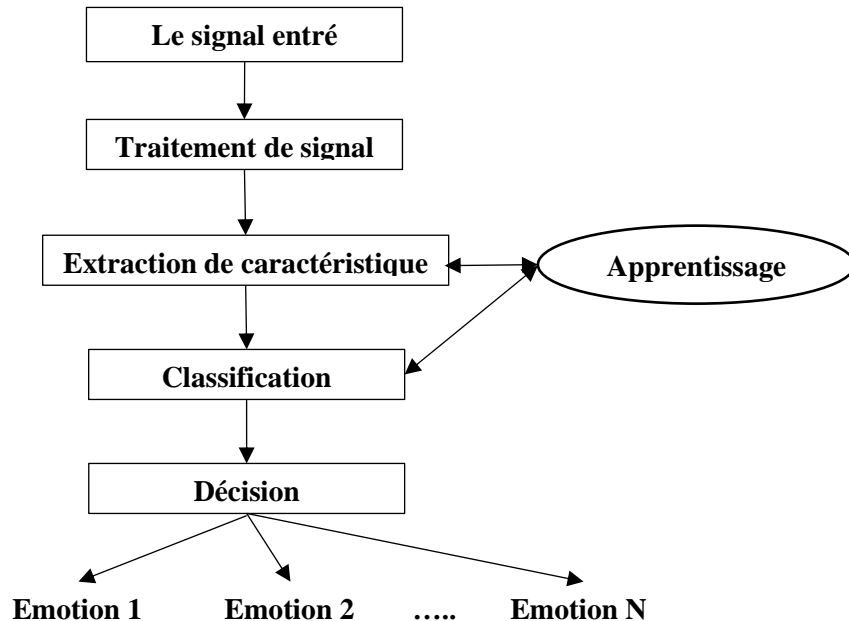 Le signal entré
Traitement de signal
Extraction de caractéristique
Apprentissage
Classification
Décision
Emotion 1 Emotion 2 ….. Emotion N